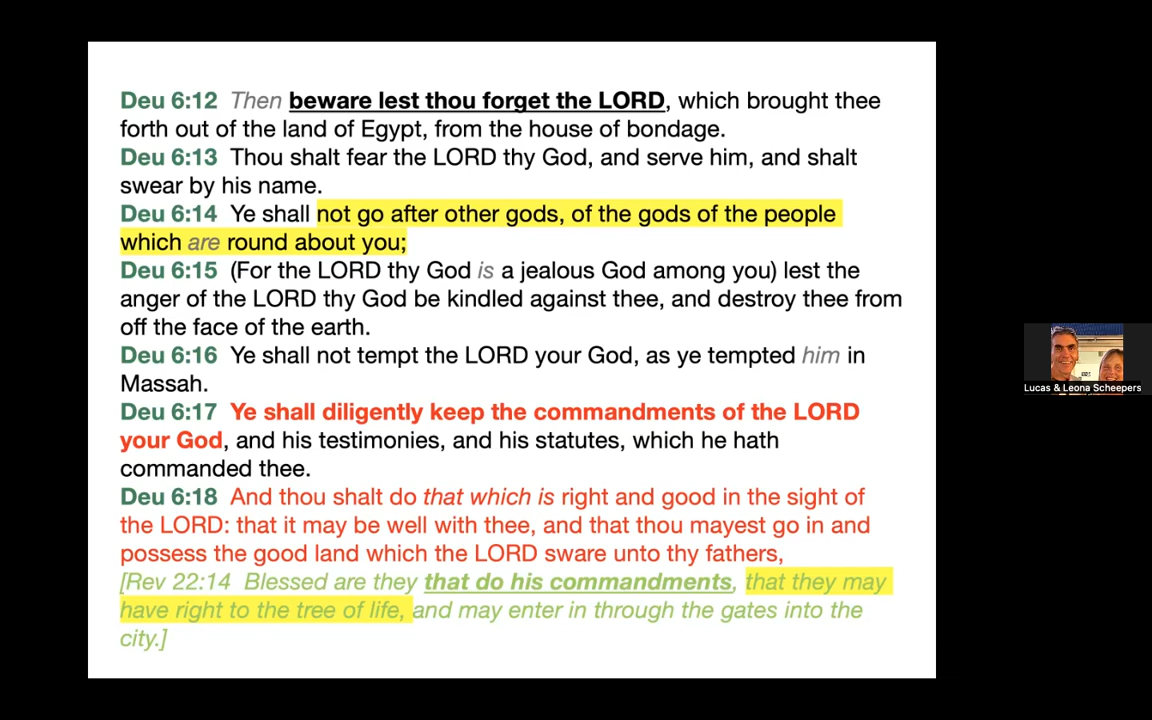 Deu 6:12 Then beware lest thou forget the LORD, which brought thee
forth out of the land of Egypt, from the house of bondage.
Deu 6:13 Thou shalt fear the LORD thy God, and serve him, and shalt
swear by his name.
Deu 6:14 Ye shall not go after other gods, of the gods of the people
which are round about you;
Deu 6:15 (For the LORD thy God is a jealous God among you) lest the
anger of the LORD thy God be kindled against thee, and destroy thee from
off the face of the earth.
Deu 6:16 Ye shall not tempt the LORD your God, as ye tempted him in
Massah.
Deu 6:17 Ye shall diligently keep the commandments of the LORD
your God, and his testimonies, and his statutes, which he hath
commanded thee.
Deu 6:18 And thou shalt do that which is right and good in the sight of
the LORD: that it may be well with thee, and that thou mayest go in and
possess the good land which the LORD sware unto thy fathers,
[Rev 22:14 Blessed are they that do his commandments, that they may
have right to the tree of life, and may enter in through the gates into the
city.]
Lucas & Leona Scheepers